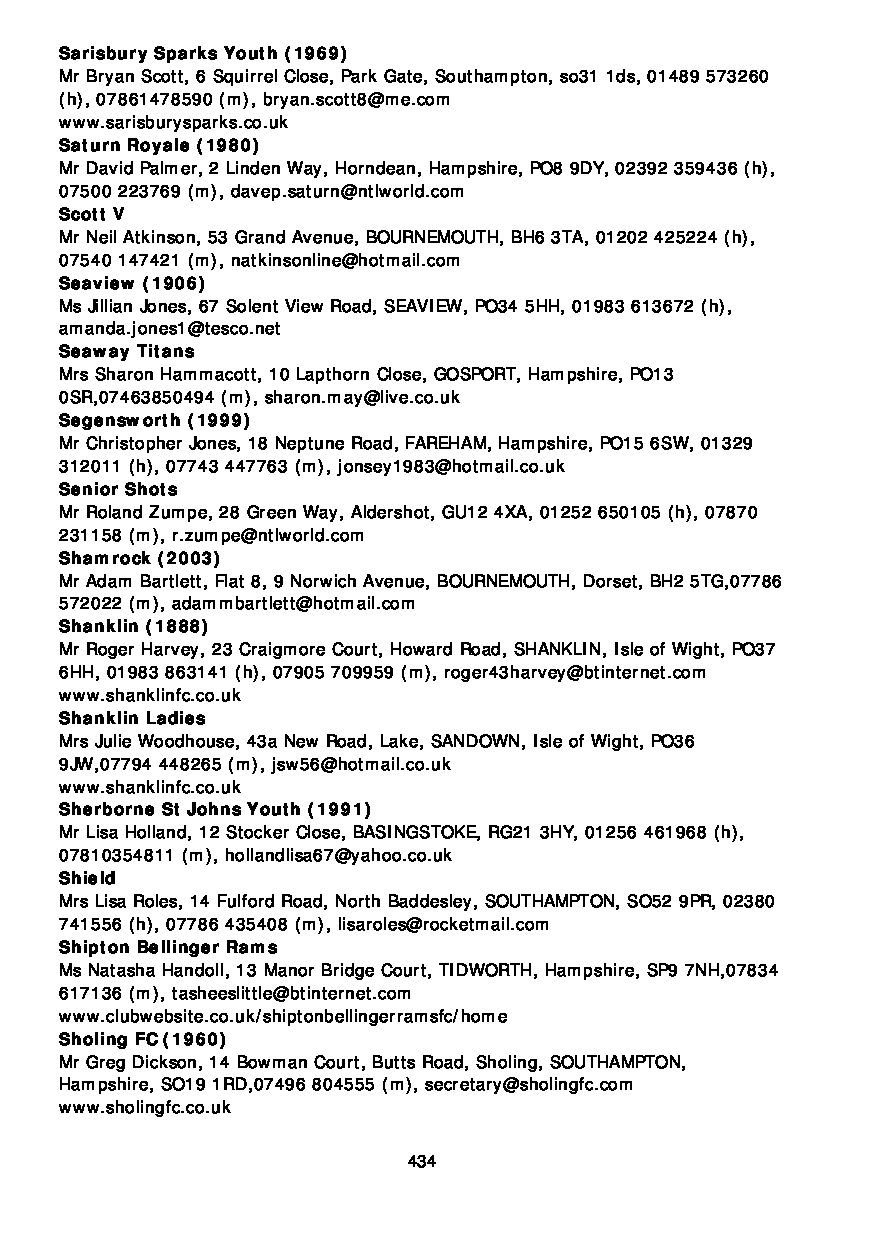 Sarisbury Sparks Youth (1969)
Mr Bryan Scott, 6 Squirrel Close, Park Gate, Southampton, so31 1ds, 01489 573260
(h), 07861478590 (m), bryan.scott8@me.com
www.sarisburysparks.co.uk
Saturn Royale (1980)
Mr David Palmer, 2 Linden Way, Horndean, Hampshire, PO8 9DY, 02392 359436 (h),
07500 223769 (m), davep.saturn@ntlworld.com
Scott V
Mr Neil Atkinson, 53 Grand Avenue, BOURNEMOUTH, BH6 3TA, 01202 425224 (h),
07540 147421 (m), natkinsonline@hotmail.com
Seaview (1906)
Ms Jillian Jones, 67 Solent View Road, SEAVIEW, PO34 5HH, 01983 613672 (h),
amanda.jones1@tesco.net
Seaway Titans
Mrs Sharon Hammacott, 10 Lapthorn Close, GOSPORT, Hampshire, PO13
0SR,07463850494 (m), sharon.may@live.co.uk
Segensworth (1999)
Mr Christopher Jones, 18 Neptune Road, FAREHAM, Hampshire, PO15 6SW, 01329
312011 (h), 07743 447763 (m), jonsey1983@hotmail.co.uk
Senior Shots
Mr Roland Zumpe, 28 Green Way, Aldershot, GU12 4XA, 01252 650105 (h), 07870
231158 (m), r.zumpe@ntlworld.com
Shamrock (2003)
Mr Adam Bartlett, Flat 8, 9 Norwich Avenue, BOURNEMOUTH, Dorset, BH2 5TG,07786
572022 (m), adammbartlett@hotmail.com
Shanklin (1888)
Mr Roger Harvey, 23 Craigmore Court, Howard Road, SHANKLIN, Isle of Wight, PO37
6HH, 01983 863141 (h), 07905 709959 (m), roger43harvey@btinternet.com
www.shanklinfc.co.uk
Shanklin Ladies
Mrs Julie Woodhouse, 43a New Road, Lake, SANDOWN, Isle of Wight, PO36
9JW,07794 448265 (m), jsw56@hotmail.co.uk
www.shanklinfc.co.uk
Sherborne St Johns Youth (1991)
Mr Lisa Holland, 12 Stocker Close, BASINGSTOKE, RG21 3HY, 01256 461968 (h),
07810354811 (m), hollandlisa67@yahoo.co.uk
Shield
Mrs Lisa Roles, 14 Fulford Road, North Baddesley, SOUTHAMPTON, SO52 9PR, 02380
741556 (h), 07786 435408 (m), lisaroles@rocketmail.com
Shipton Bellinger Rams
Ms Natasha Handoll, 13 Manor Bridge Court, TIDWORTH, Hampshire, SP9 7NH,07834
617136 (m), tasheeslittle@btinternet.com
www.clubwebsite.co.uk/shiptonbellingerramsfc/home
Sholing FC (1960)
Mr Greg Dickson, 14 Bowman Court, Butts Road, Sholing, SOUTHAMPTON,
Hampshire, SO19 1RD,07496 804555 (m), secretary@sholingfc.com
www.sholingfc.co.uk
434